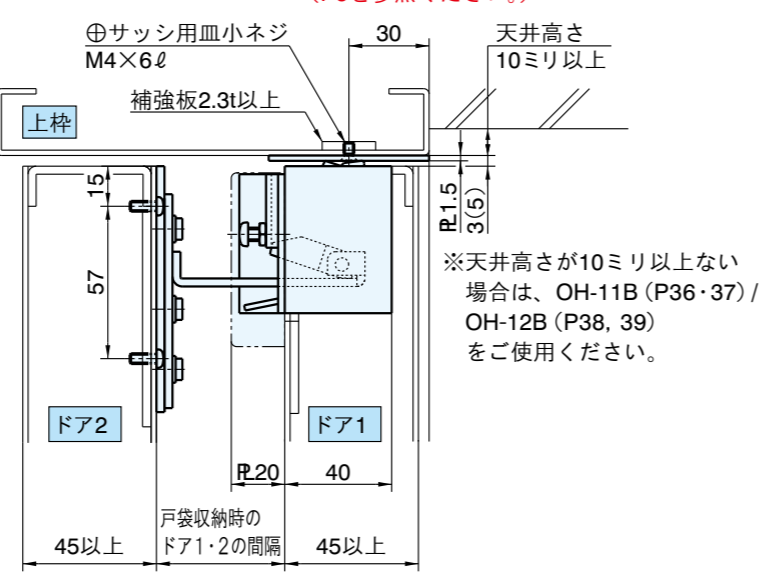 ⊕サッシ用皿小ネジ
M4×6ℓ
30
天井高さ
10ミリ以上
補強板2.3t以上
上枠
15
57
℄1.5
3(5)
※天井高さが10ミリ以上ない
場合は、OH-11B(P36・37)/
OH-12B(P38, 39)
をご使用ください。
ドア2
ドア1
20
40
戸袋収納時の
45以上
ドア1・2の間隔
45以上